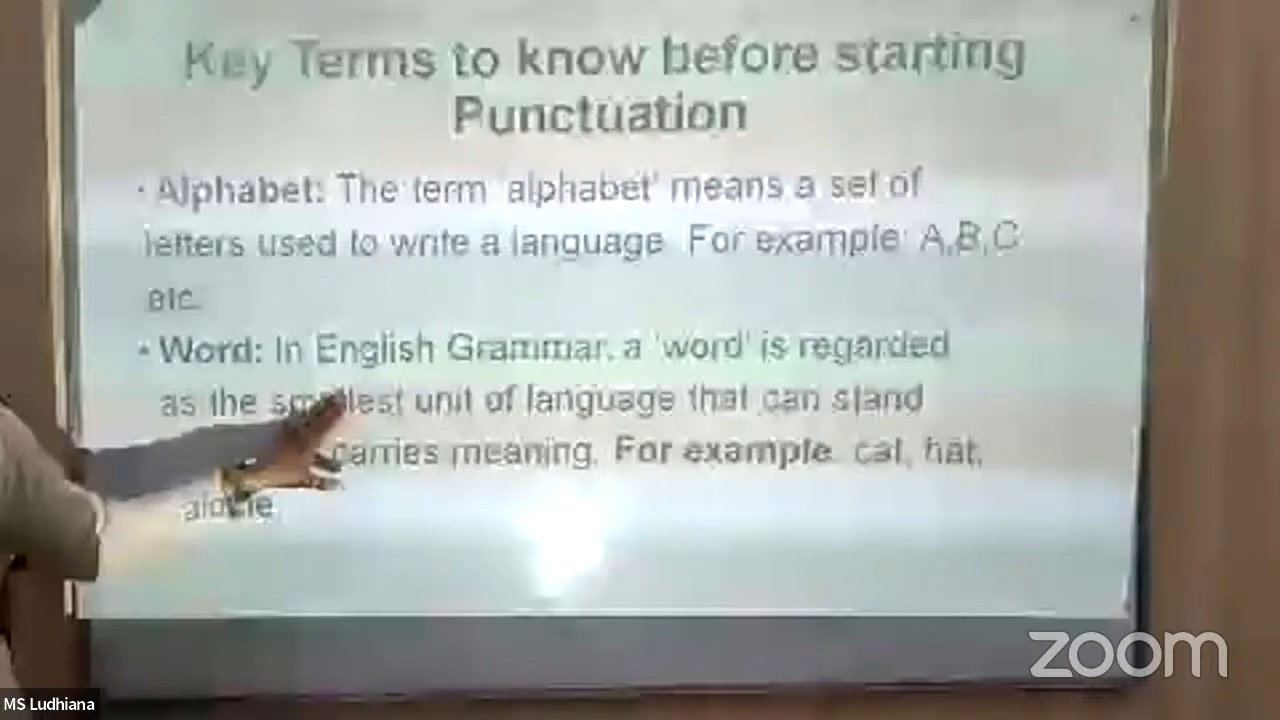 Key Terms to know before starting
Punctuation
• Alphabet: The term 'alphabet' means a set of
letters used to write a language. For example: A,B,C
etc.
• Word: In English Grammar, a 'word' is regarded
as the smallest unit of language that can stand
carries meaning. For example: cat, hat,
zoom
MS Ludhiana